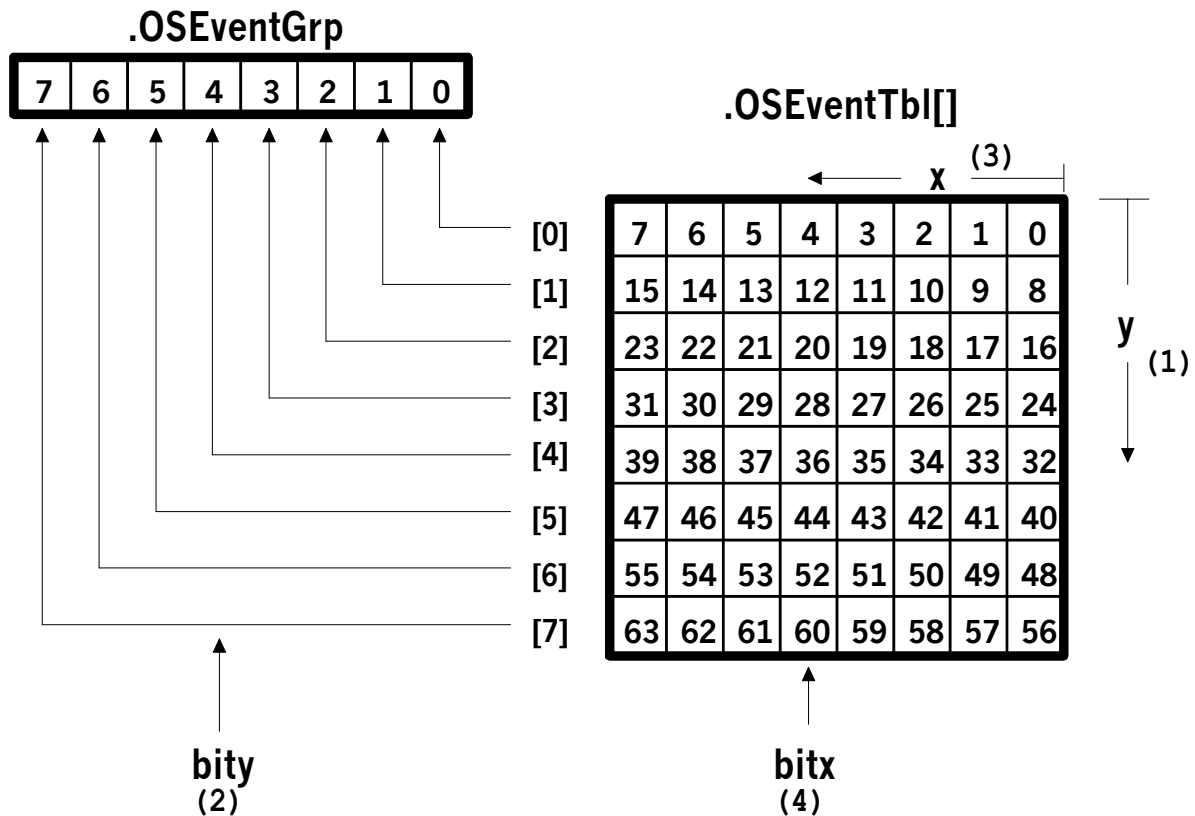 .OSEventGrp
7 6 5 4 3 2 1 0
.OSEventTbl[]
x (3)
[0] 7 6 5 4 3 2 1 0
[1] 15 14 13 12 11 10 9 8
[2] 23 22 21 20 19 18 17 16
y
(1)
[3] 31 30 29 28 27 26 25 24
[4] 39 38 37 36 35 34 33 32
[5] 47 46 45 44 43 42 41 40
[6] 55 54 53 52 51 50 49 48
[7] 63 62 61 60 59 58 57 56
bity
(2)
bitx
(4)